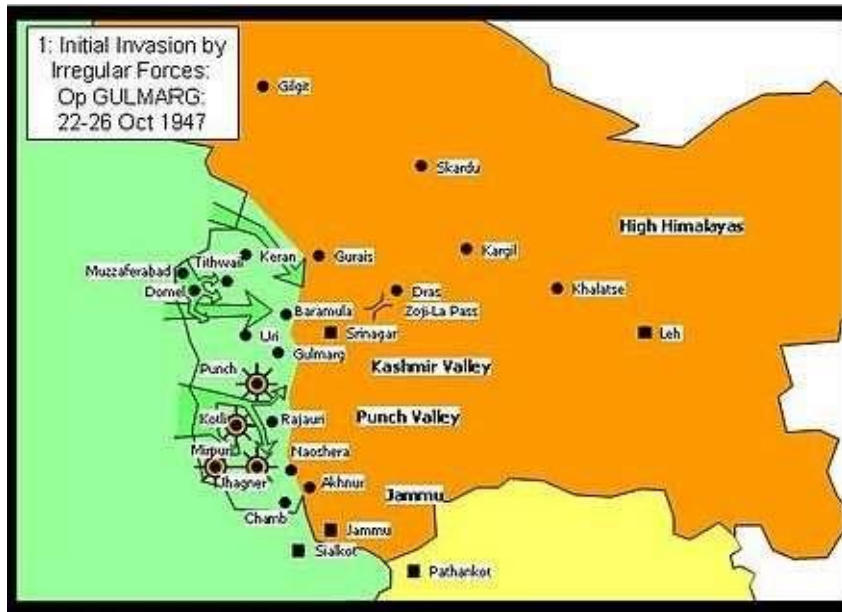 1: Initial Invasion by
Irregular Forces:
Op GULMARG:
22-26 Oct 1947
Gilgit
Skardu
High Himalayas
Tithwal
Keran
Gurais
Kargil
Muzzaferabad
Domel
Dras
Khalatse
Baramula
Zoji-La Pass
Uri
Srinagar
Leh
Gulmarg
Punch
Kashmir Valley
Kotli
Rajauri
Punch Valley
Mirpur
Naoshera
Jhagner
Akhnur
Jammu
Chamb
Jammu
Sialkot
Pathankot